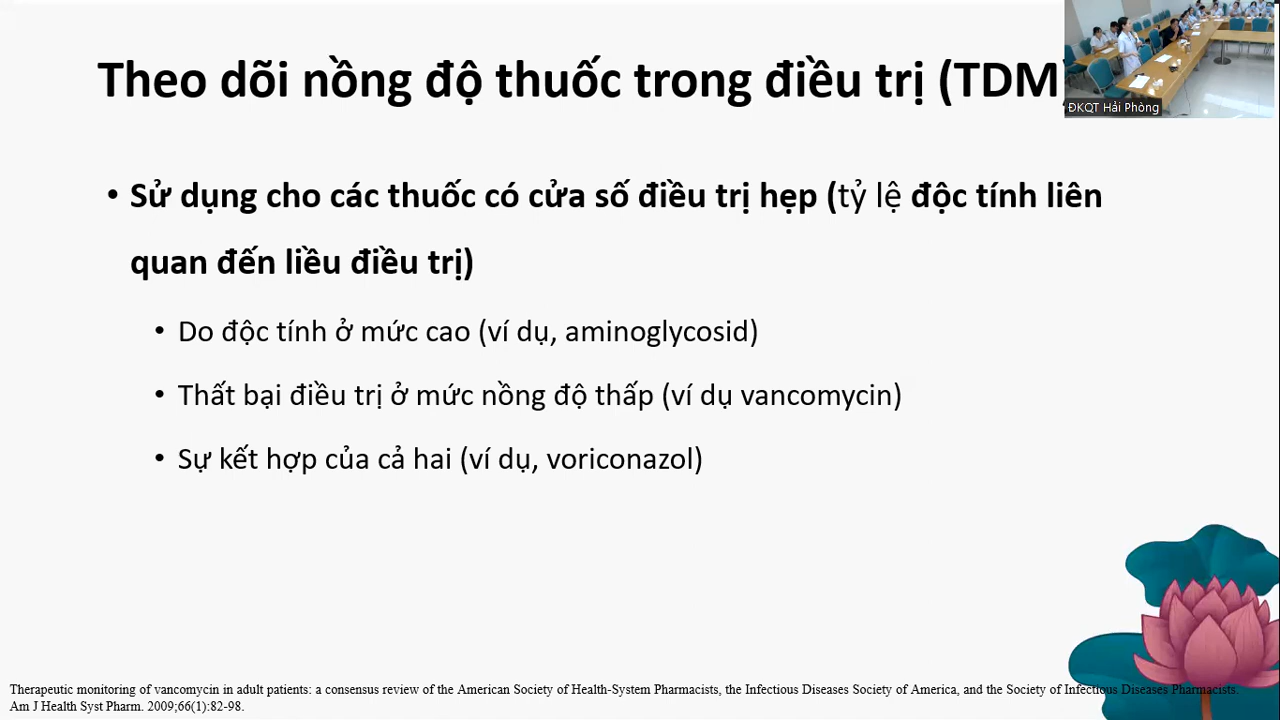 Theo dõi nồng độ thuốc trong điều trị (TDM)
ĐKQT Hải Phòng
• Sử dụng cho các thuốc có cửa sổ điều trị hẹp (tỷ lệ độc tính liên
quan đến liều điều trị)
• Do độc tính ở mức cao (ví dụ, aminoglycosid)
• Thất bại điều trị ở mức nồng độ thấp (ví dụ vancomycin)
• Sự kết hợp của cả hai (ví dụ, voriconazol)
Therapeutic monitoring of vancomycin in adult patients: a consensus review of the American Society of Health-System Pharmacists, the Infectious Diseases Society of America, and the Society of Infectious Diseases Pharmacists.
Am J Health Syst Pharm. 2009;66(1):82-98.